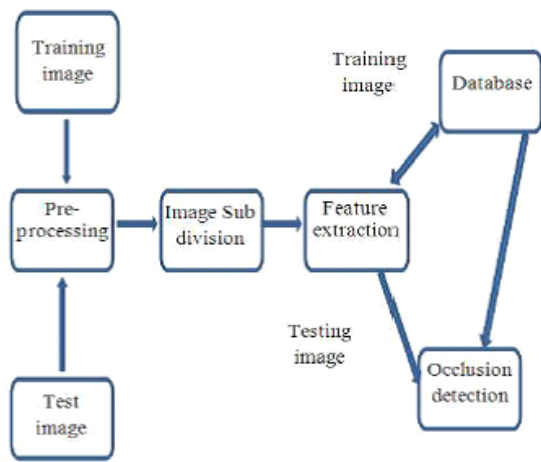 Training
image
Training
image
Database
Pre-
processing
Image Sub
division
Feature
extraction
Testing
image
Test
image
Occlusion
detection